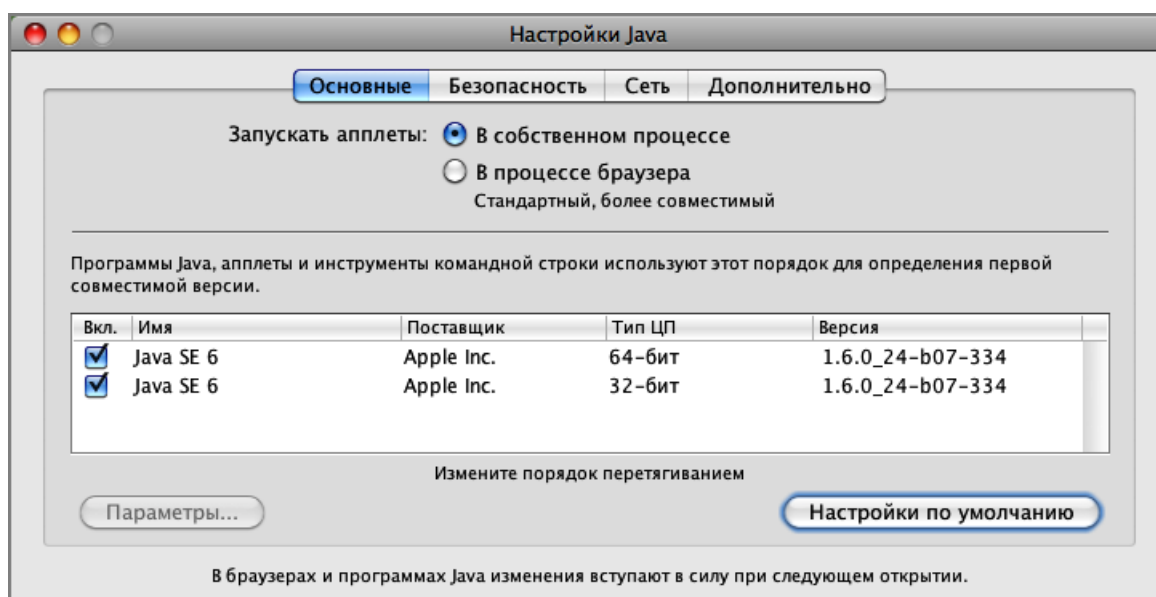 Настройки Java
Основные Безопасность Сеть Дополнительно
Запускать апплеты: В собственном процессе
В процессе браузера
Стандартный, более совместимый
Программы Java, апплеты и инструменты командной строки используют этот порядок для определения первой
совместимой версии.
Вкл. Имя Поставщик Тип ЦП Версия
Java SE 6 Apple Inc. 64-бит 1.6.0_24-b07-334
Java SE 6 Apple Inc. 32-бит 1.6.0_24-b07-334
Измените порядок перетягиванием
Параметры... Настройки по умолчанию
В браузерах и программах Java изменения вступают в силу при следующем открытии.